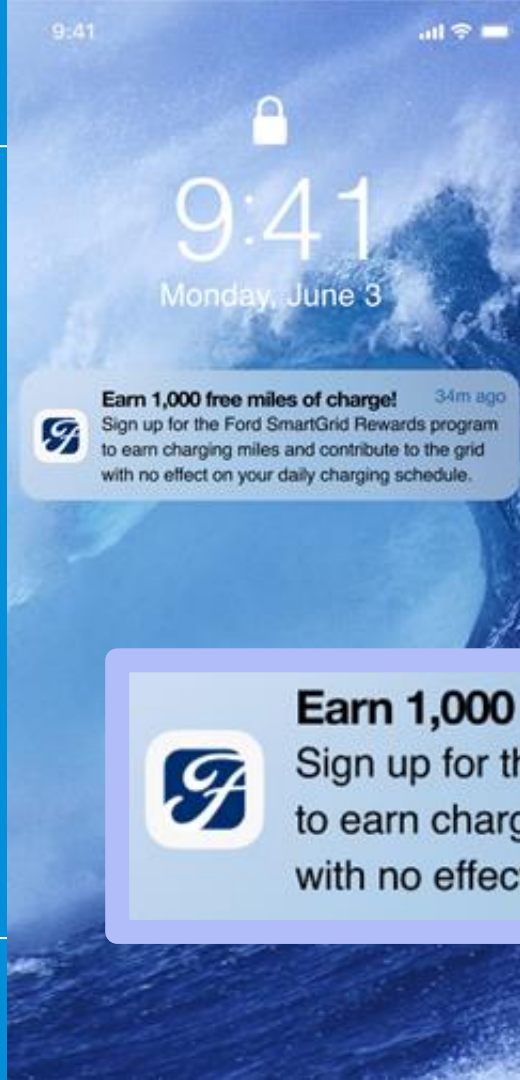 9:41
9:41
Monday, June 3
Earn 1,000 free miles of charge! 34m ago
Sign up for the Ford SmartGrid Rewards program
to earn charging miles and contribute to the grid
with no effect on your daily charging schedule.
Earn 1,000
Sign up for th
to earn charg
with no effec